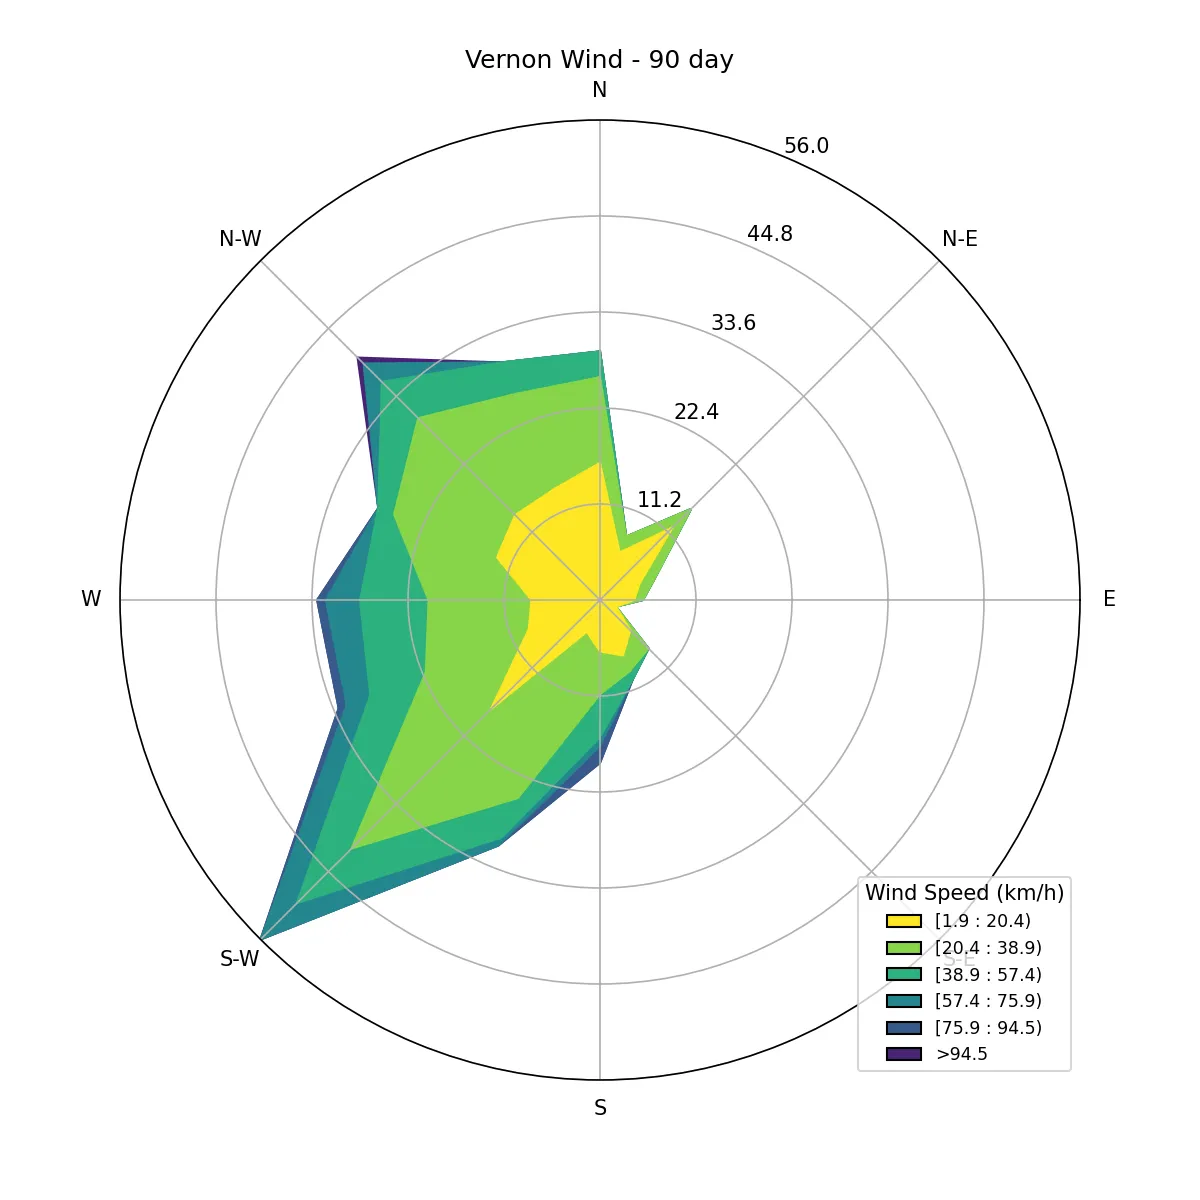 Vernon Wind - 90 day
N
56.0
N-W
44.8
N-E
33.6
22.4
11.2
W
E
S-W
S-E
S
Wind Speed (km/h)
[1.9 : 20.4)
[20.4 : 38.9)
[38.9 : 57.4)
[57.4 : 75.9)
[75.9 : 94.5)
>94.5